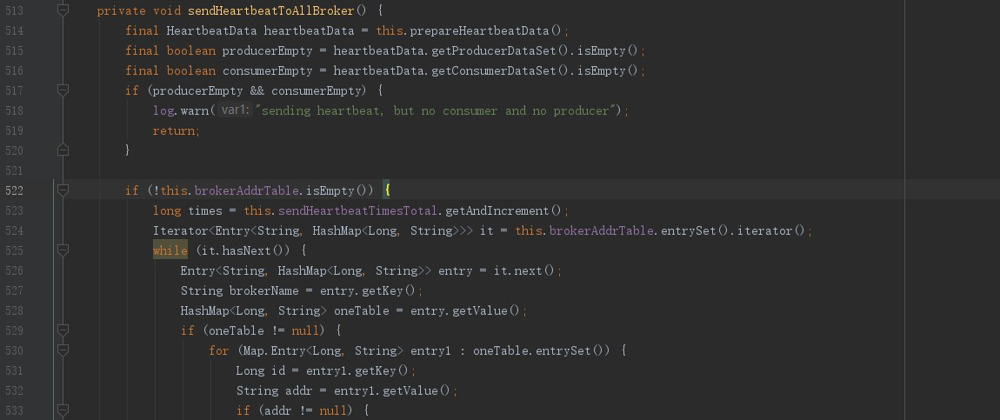 513 private void sendHeartbeatToAllBroker() {
514 final HeartbeatData heartbeatData = this.prepareHeartbeatData();
515 final boolean producerEmpty = heartbeatData.getProducerDataSet().isEmpty();
516 final boolean consumerEmpty = heartbeatData.getConsumerDataSet().isEmpty();
517 if (producerEmpty && consumerEmpty) {
518 log.warn( var1: "sending heartbeat, but no consumer and no producer");
519 return;
520 }
521
522 if (!this.brokerAddrTable.isEmpty()) {
523 long times = this.sendHeartbeatTimesTotal.getAndIncrement();
524 Iterator<Entry<String, HashMap<Long, String>>> it = this.brokerAddrTable.entrySet().iterator();
525 while (it.hasNext()) {
526 Entry<String, HashMap<Long, String>> entry = it.next();
527 String brokerName = entry.getKey();
528 HashMap<Long, String> oneTable = entry.getValue();
529 if (oneTable != null) {
530 for (Map.Entry<Long, String> entry1 : oneTable.entrySet()) {
531 Long id = entry1.getKey();
532 String addr = entry1.getValue();
533 if (addr != null) {